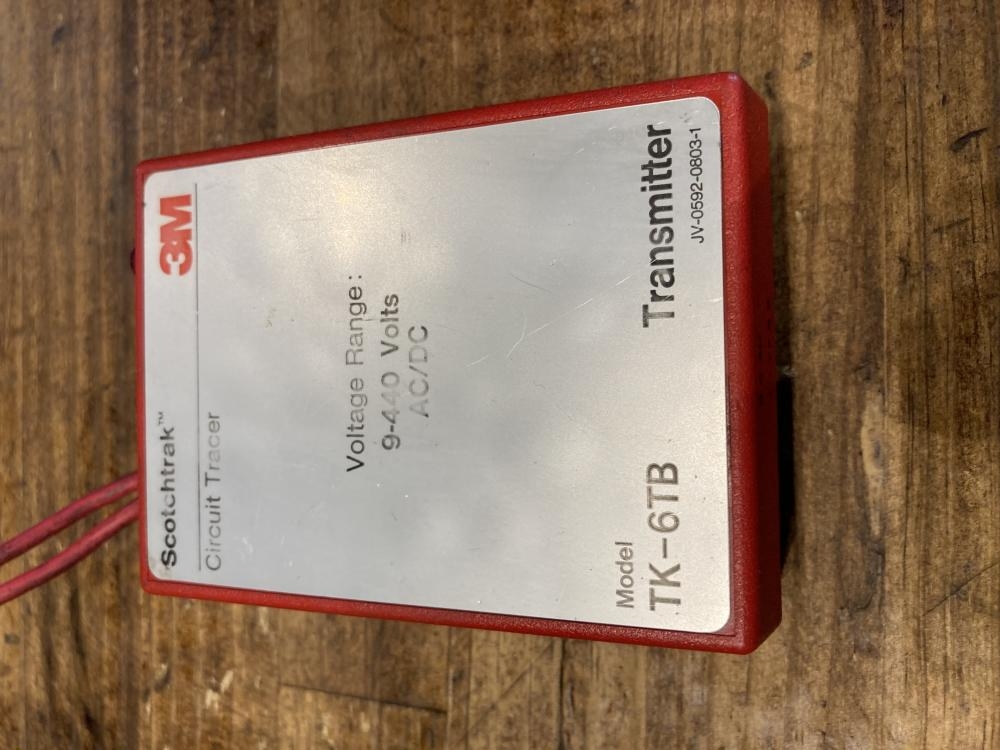 Scotchtrak™ 3M
Circuit Tracer
Voltage Range:
9-440 Volts
AC/DC
Model
TK-6TB Transmitter
JV-0592-0803-1